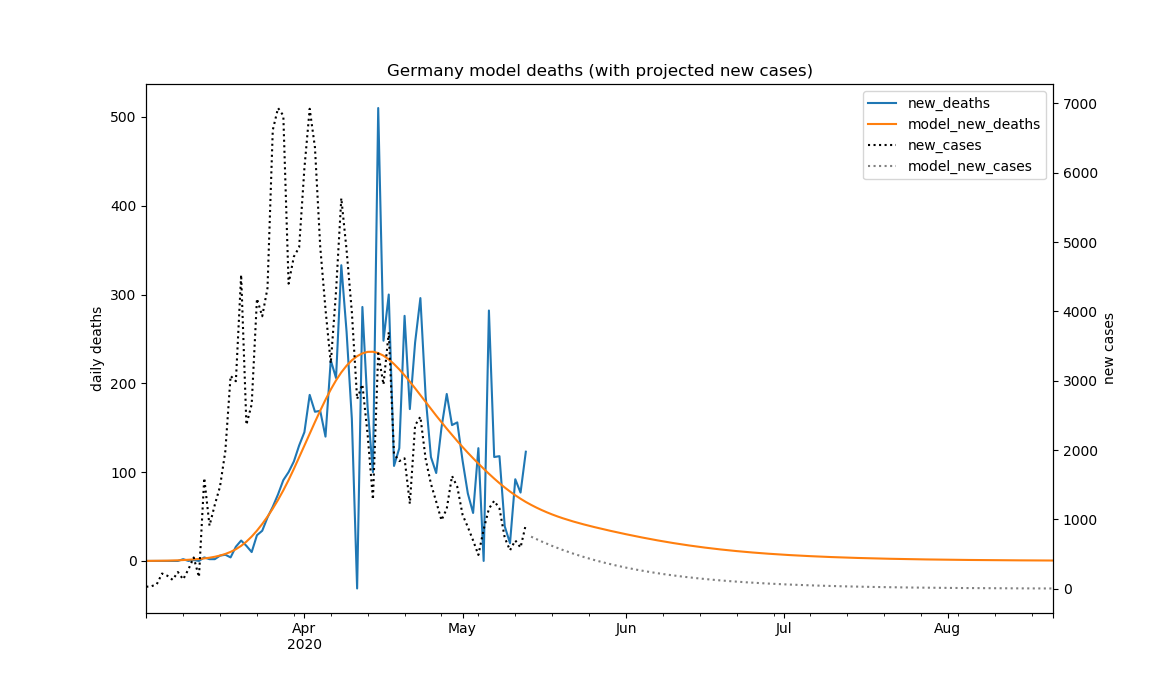 Germany model deaths (with projected new cases)
new_deaths
model_new_deaths
new_cases
model_new_cases
daily deaths
500
400
300
200
100
0
new cases
7000
6000
5000
4000
3000
2000
1000
0
Apr
2020
May
Jun
Jul
Aug